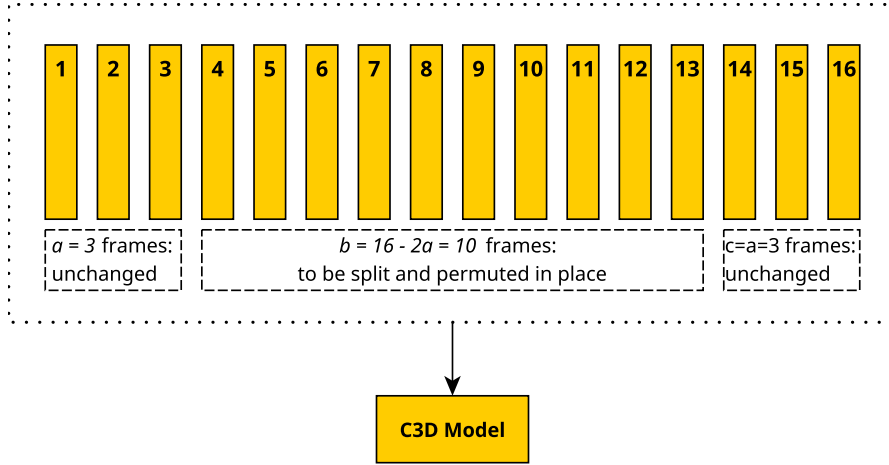 1 2 3 4 5 6 7 8 9 10 11 12 13 14 15 16
a = 3 frames:
unchanged
b = 16 - 2a = 10 frames:
to be split and permuted in place
c=a=3 frames:
unchanged
C3D Model